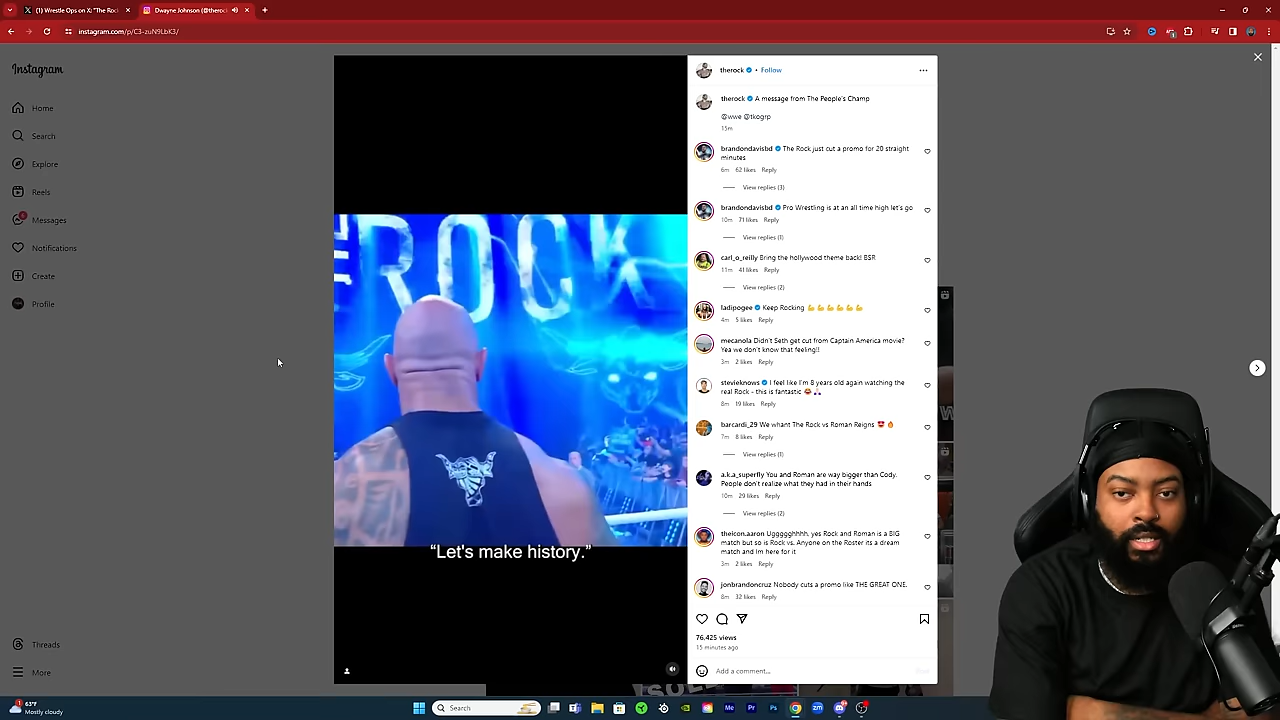 (1) Wrestle Ops on X: "The Roc
Dwayne Johnson (@therock
instagram.com/p/C3-zuN9LbK3/
Instagram
Home
Search
Explore
Reels
Messages
Notifications
Create
Profile
Threads
More
EROCK
"Let's make history."
therock • Follow
therock A message from The People's Champ
@wwe @tkogrp
15m
brandondavisbd The Rock just cut a promo for 20 straight
minutes
6m 62 likes Reply
View replies (3)
brandondavisbd Pro Wrestling is at an all time high let's go
10m 71 likes Reply
View replies (1)
carl_o_reilly Bring the hollywood theme back! BSR
11m 41 likes Reply
View replies (2)
ladipogee Keep Rocking 💪💪💪💪💪💪
4m 5 likes Reply
mecanola Didn't Seth get cut from Captain America movie?
Yea we don't know that feeling!!
3m 2 likes Reply
stevieknows I feel like I'm 8 years old again watching the
real Rock - this is fantastic
8m 19 likes Reply
barcardi_29 We whant The Rock vs Roman Reigns 😍🔥
7m 8 likes Reply
View replies (1)
a.k.a_superfly You and Roman are way bigger than Cody.
People don't realize what they had in their hands
10m 29 likes Reply
View replies (2)
theicon.aaron Uggggghhhh, yes Rock and Roman is a BIG
match but so is Rock vs. Anyone on the Roster its a dream
match and Im here for it
3m 2 likes Reply
jonbrandoncruz Nobody cuts a promo like THE GREAT ONE.
8m 32 likes Reply
76,425 views
15 minutes ago
Add a comment...
63°F
Mostly cloudy
Search